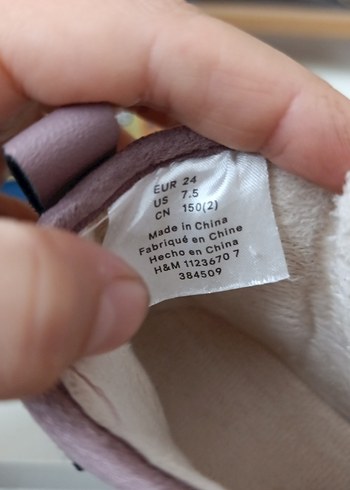 EUR 24
US 7.5
CN 150(2)
Made in China
Fabriqué en Chine
Hecho en China
H&M 1123670 7
384509